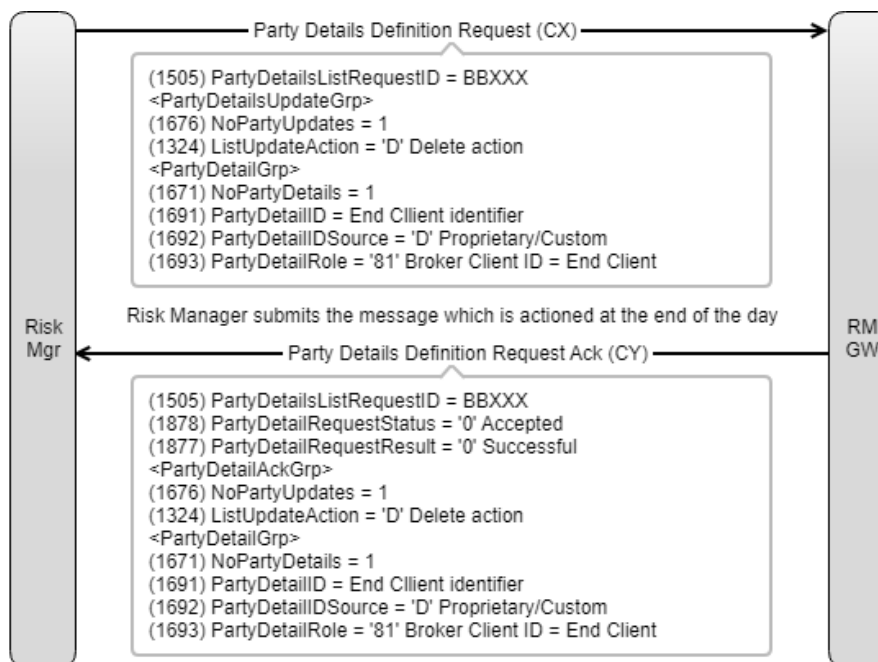 Party Details Definition Request (CX)
(1505) PartyDetailsListRequestID = BBXXX
<PartyDetailsUpdateGrp>
(1676) NoPartyUpdates = 1
(1324) ListUpdateAction = 'D' Delete action
<PartyDetailGrp>
(1671) NoPartyDetails = 1
(1691) PartyDetailID = End Cllient identifier
(1692) PartyDetailIDSource = 'D' Proprietary/Custom
(1693) PartyDetailRole = '81' Broker Client ID = End Client
Risk Manager submits the message which is actioned at the end of the day
Risk
Mgr
RM
GW
Party Details Definition Request Ack (CY)
(1505) PartyDetailsListRequestID = BBXXX
(1878) PartyDetailRequestStatus = '0' Accepted
(1877) PartyDetailRequestResult = '0' Successful
<PartyDetailAckGrp>
(1676) NoPartyUpdates = 1
(1324) ListUpdateAction = 'D' Delete action
<PartyDetailGrp>
(1671) NoPartyDetails = 1
(1691) PartyDetailID = End Cllient identifier
(1692) PartyDetailIDSource = 'D' Proprietary/Custom
(1693) PartyDetailRole = '81' Broker Client ID = End Client